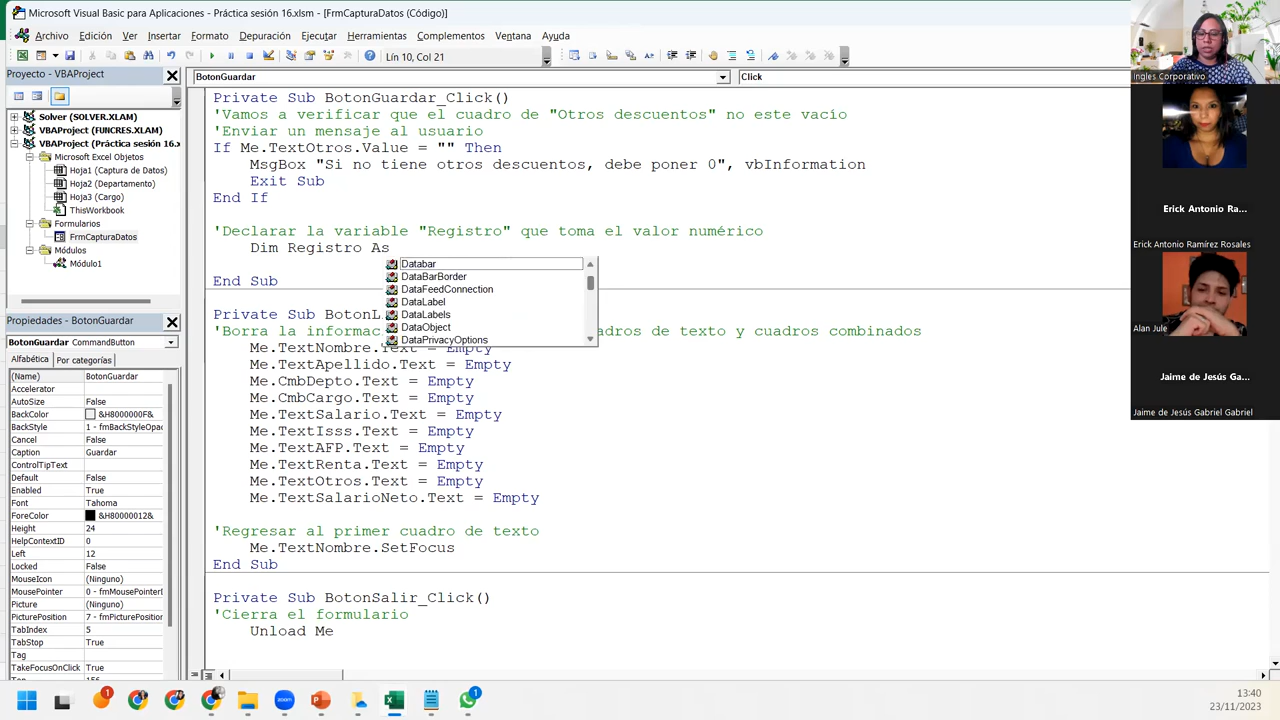 Microsoft Visual Basic para Aplicaciones - Práctica sesión 16.xlsm - [FrmCapturaDatos (Código)]
Archivo Edición Ver Insertar Formato Depuración Ejecutar Herramientas Complementos Ventana Ayuda
Lín 10, Col 21
Proyecto - VBAProject
Solver (SOLVER.XLAM)
VBAProject (FUNCRES.XLAM)
VBAProject (Práctica sesión 16.x
Microsoft Excel Objetos
Hoja1 (Captura de Datos)
Hoja2 (Departamento)
Hoja3 (Cargo)
ThisWorkbook
Formularios
FrmCapturaDatos
Módulos
Módulo1
Propiedades - BotonGuardar
BotonGuardar CommandButton
Alfabética Por categorías
(Name) BotonGuardar
Accelerator
AutoSize False
BackColor &H8000000F&
BackStyle 1 - fmBackStyleOpac
Cancel False
Caption Guardar
ControlTipText
Default False
Enabled True
Font Tahoma
ForeColor &H80000012&
Height 24
HelpContextID 0
Left 12
Locked False
MouseIcon (Ninguno)
MousePointer 0 - fmMousePointerD
Picture (Ninguno)
PicturePosition 7 - fmPicturePosition
TabIndex 5
TabStop True
Tag
TakeFocusOnClick True
BotonGuardar Click
Private Sub BotonGuardar_Click()
'Vamos a verificar que el cuadro de "Otros descuentos" no este vacío
'Enviar un mensaje al usuario
If Me.TextOtros.Value = "" Then
MsgBox "Si no tiene otros descuentos, debe poner 0", vbInformation
Exit Sub
End If
'Declarar la variable "Registro" que toma el valor numérico
Dim Registro As
Databar
DataBarBorder
DataFeedConnection
DataLabel
DataLabels
DataObject
DataPrivacyOptions
End Sub
Private Sub BotonL
'Borra la informac adros de texto y cuadros combinados
Me.TextNombre.Text = Empty
Me.TextApellido.Text = Empty
Me.CmbDepto.Text = Empty
Me.CmbCargo.Text = Empty
Me.TextSalario.Text = Empty
Me.TextIsss.Text = Empty
Me.TextAFP.Text = Empty
Me.TextRenta.Text = Empty
Me.TextOtros.Text = Empty
Me.TextSalarioNeto.Text = Empty
'Regresar al primer cuadro de texto
Me.TextNombre.SetFocus
End Sub
Private Sub BotonSalir_Click()
'Cierra el formulario
Unload Me
Ingles Corporativo
Erick Antonio Ra...
Erick Antonio Ramírez Rosales
Alan Jule
Jaime de Jesús Ga...
Jaime de Jesús Gabriel Gabriel
zoom
1
1
13:40
23/11/2023